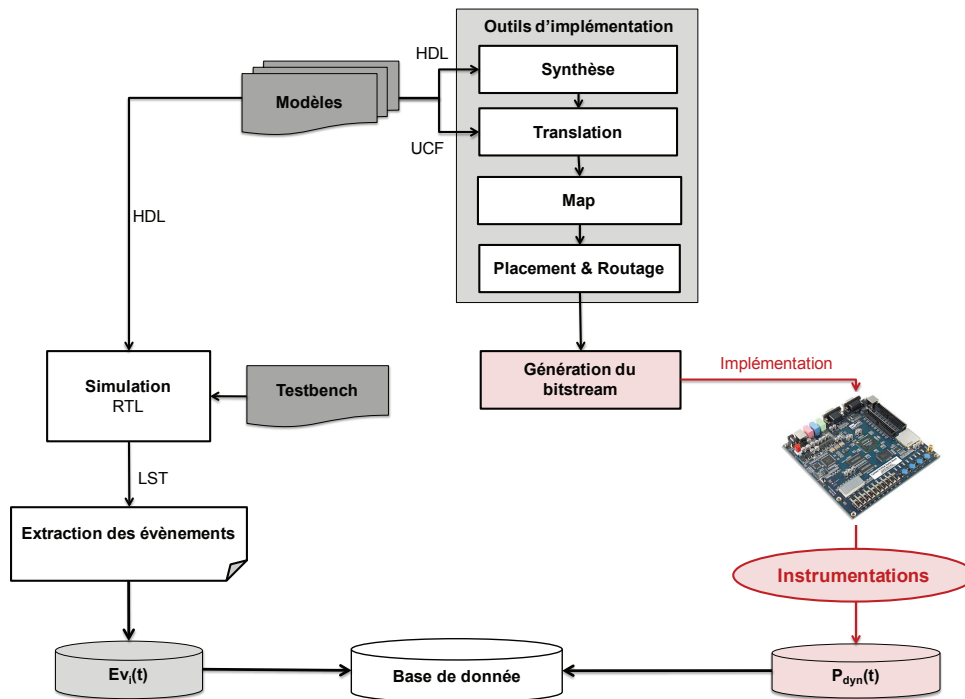 Outils d'implémentation
HDL
Synthèse
Modèles
Translation
UCF
Map
HDL
Placement & Routage
Génération du
bitstream
Implémentation
Simulation
RTL
Testbench
LST
Extraction des évènements
Instrumentations
Evi(t)
Base de donnée
Pdyn(t)